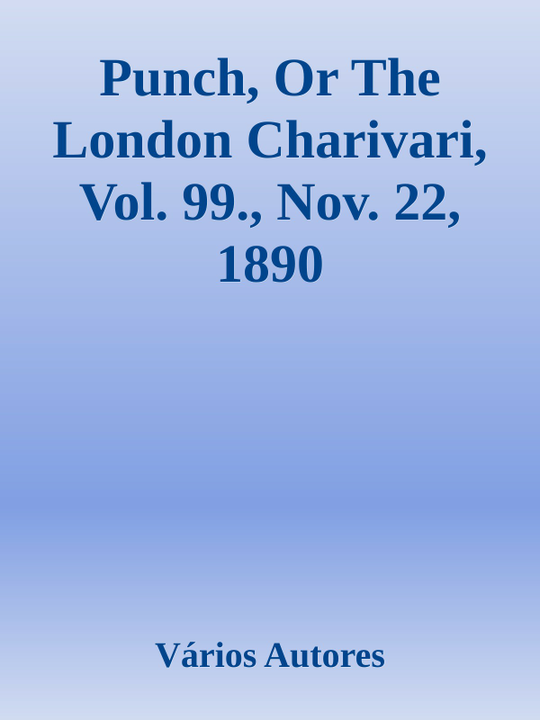 Punch, Or The
London Charivari,
Vol. 99., Nov. 22,
1890
Vários Autores